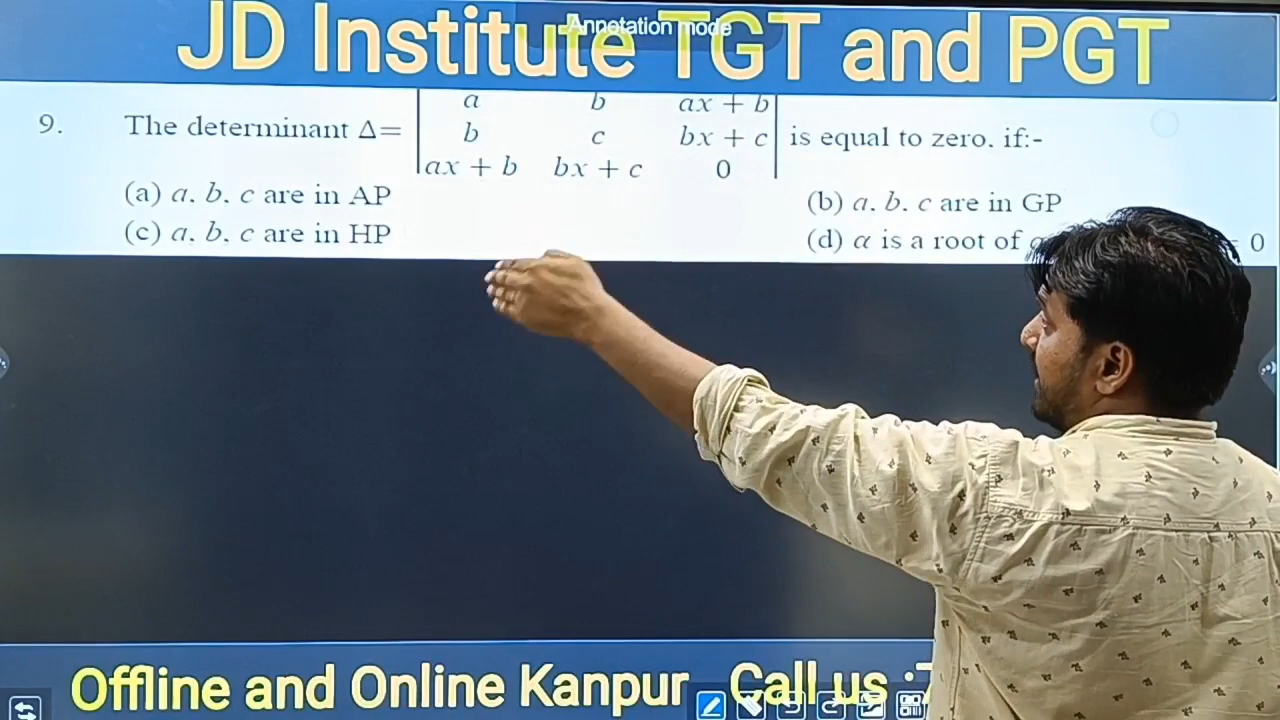 JD Institute TGT and PGT
Annotation mode
9. The determinant Δ= | a b ax + b | is equal to zero. if:-
b c bx + c
ax + b bx + c 0
(a) a. b. c are in AP (b) a. b. c are in GP
(c) a. b. c are in HP (d) α is a root of 0
Offline and Online Kanpur Call us :7